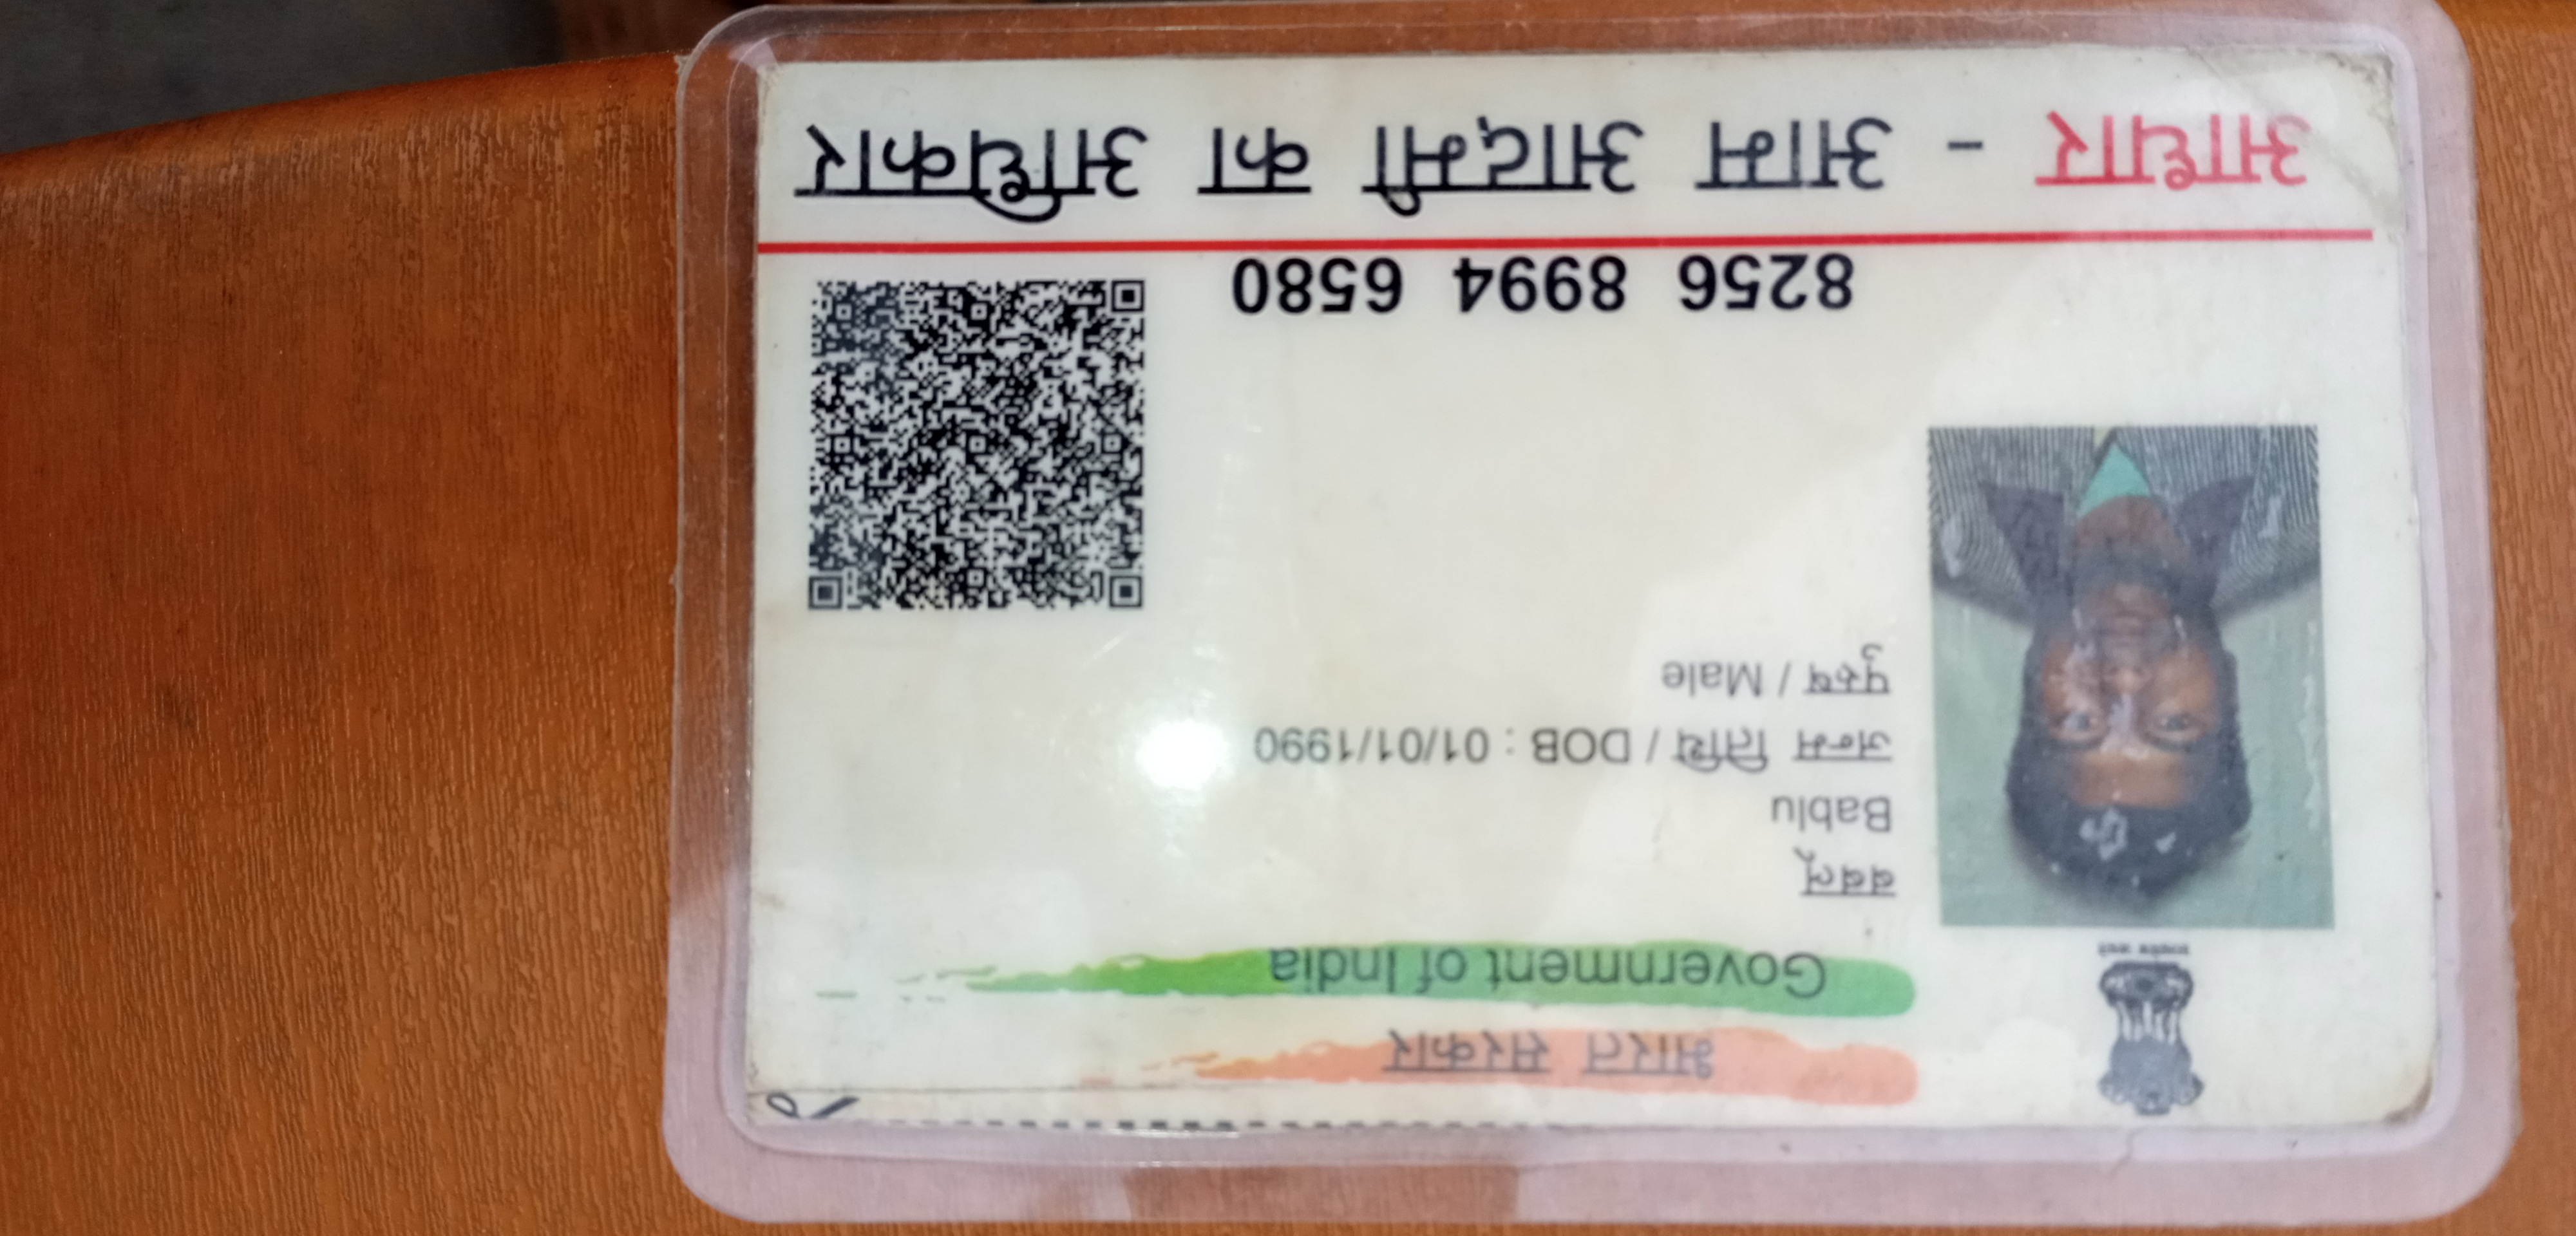 भारत सरकार
Government of India
बबलू
Bablu
जन्म तिथि / DOB : 01/01/1990
पुरुष / Male
8256 8994 6580
आधार - आम आदमी का अधिकार